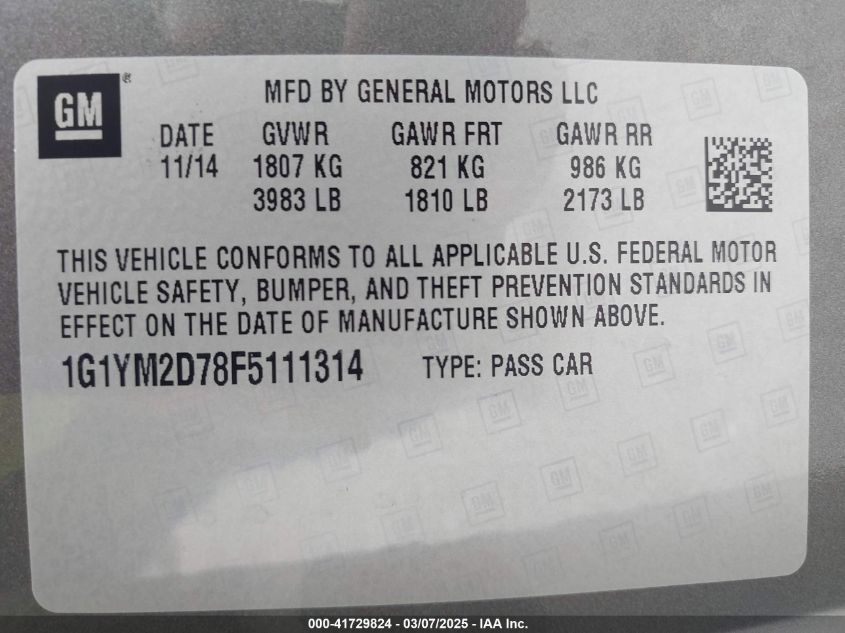 GM ®
MFD BY GENERAL MOTORS LLC
DATE GVWR GAWR FRT GAWR RR
11/14 1807 KG 821 KG 986 KG
3983 LB 1810 LB 2173 LB
THIS VEHICLE CONFORMS TO ALL APPLICABLE U.S. FEDERAL MOTOR
VEHICLE SAFETY, BUMPER, AND THEFT PREVENTION STANDARDS IN
EFFECT ON THE DATE OF MANUFACTURE SHOWN ABOVE.
1G1YM2D78F5111314 TYPE: PASS CAR
000-41729824 - 03/07/2025 - IAA Inc.